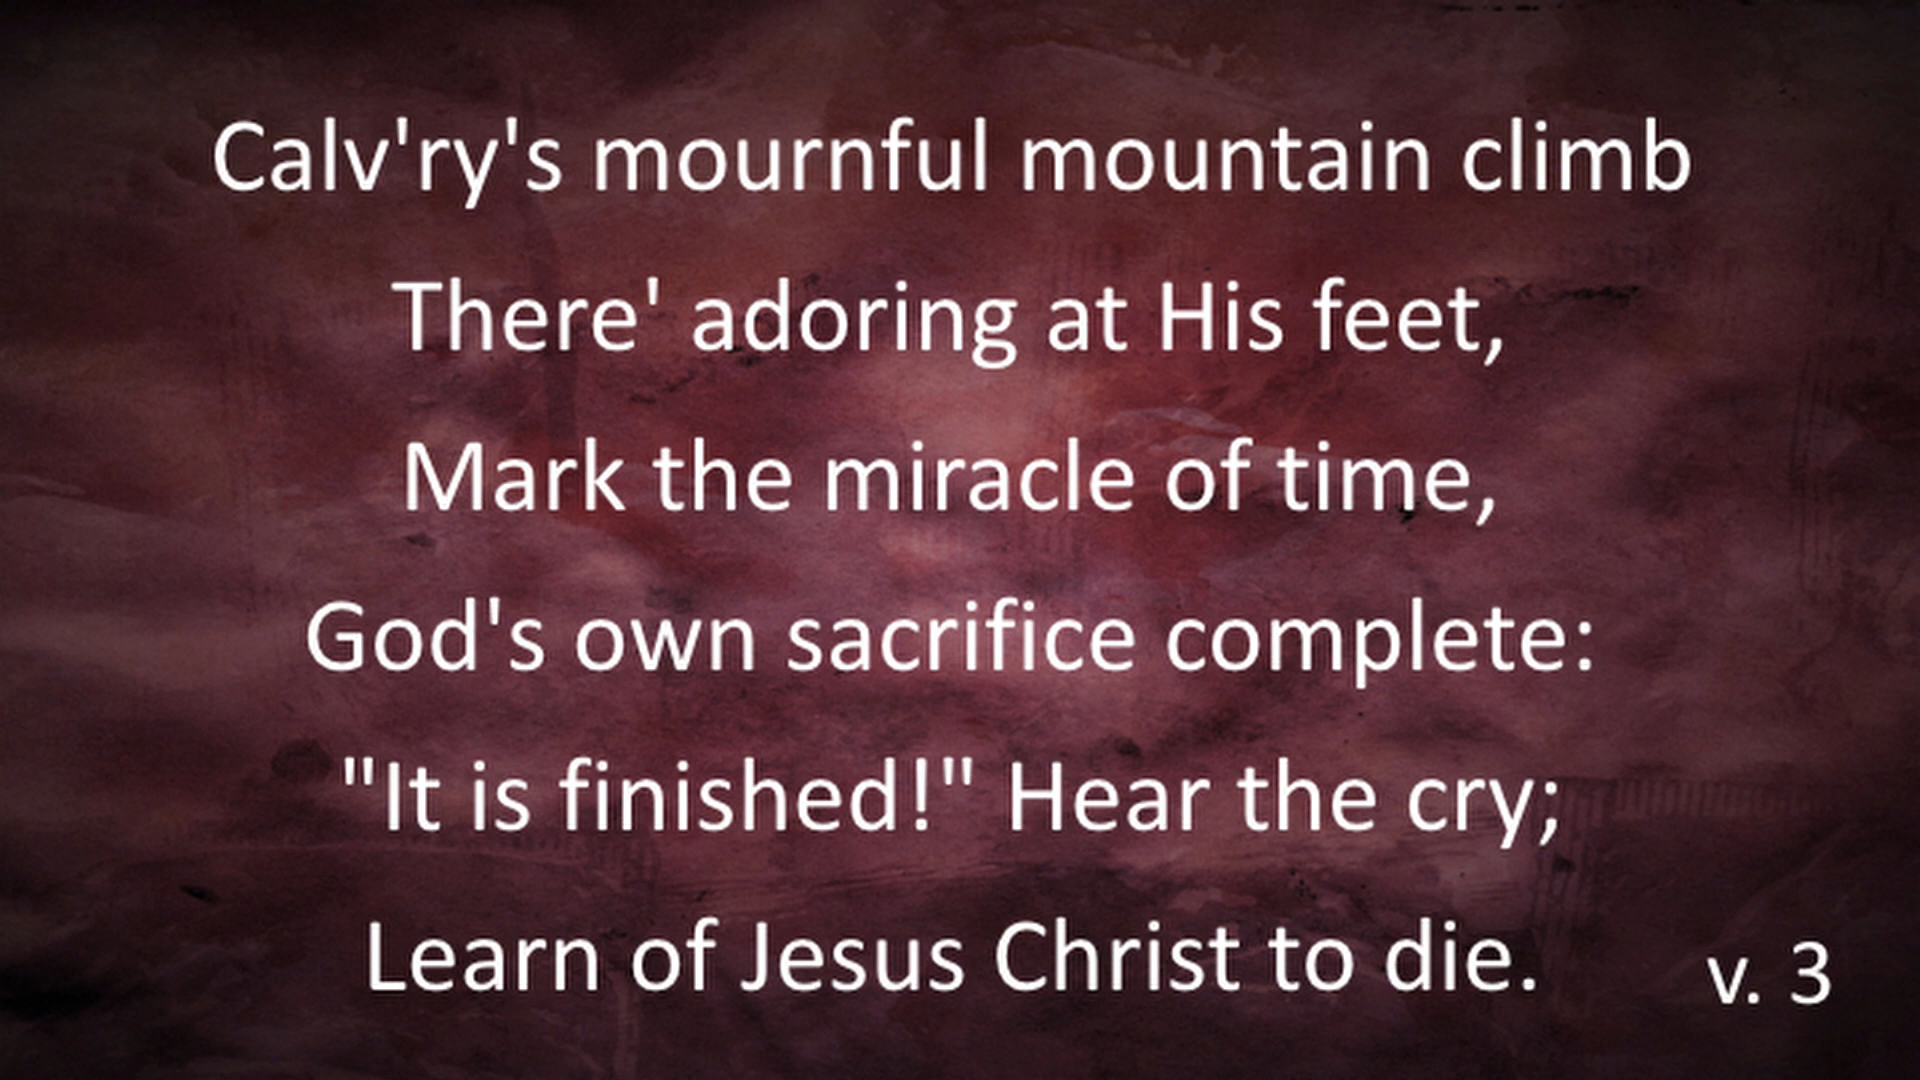 Calv'ry's mournful mountain climb
There' adoring at His feet,
Mark the miracle of time,
God's own sacrifice complete:
"It is finished!" Hear the cry;
Learn of Jesus Christ to die.
v. 3